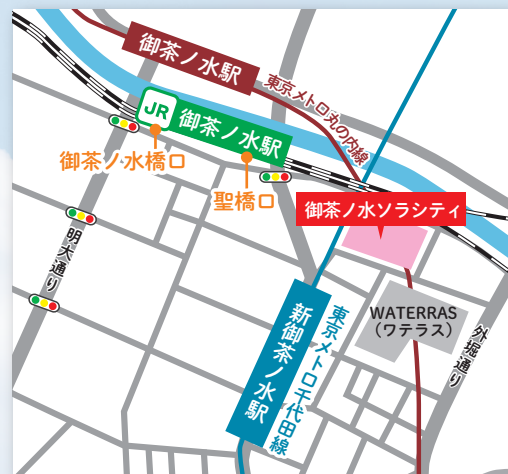 御茶ノ水駅
東京メトロ丸の内線
JR 御茶ノ水駅
御茶ノ水橋口
聖橋口
御茶ノ水ソラシティ
明大通り
新御茶ノ水駅
東京メトロ千代田線
WATERRAS
（ワテラス）
外堀通り